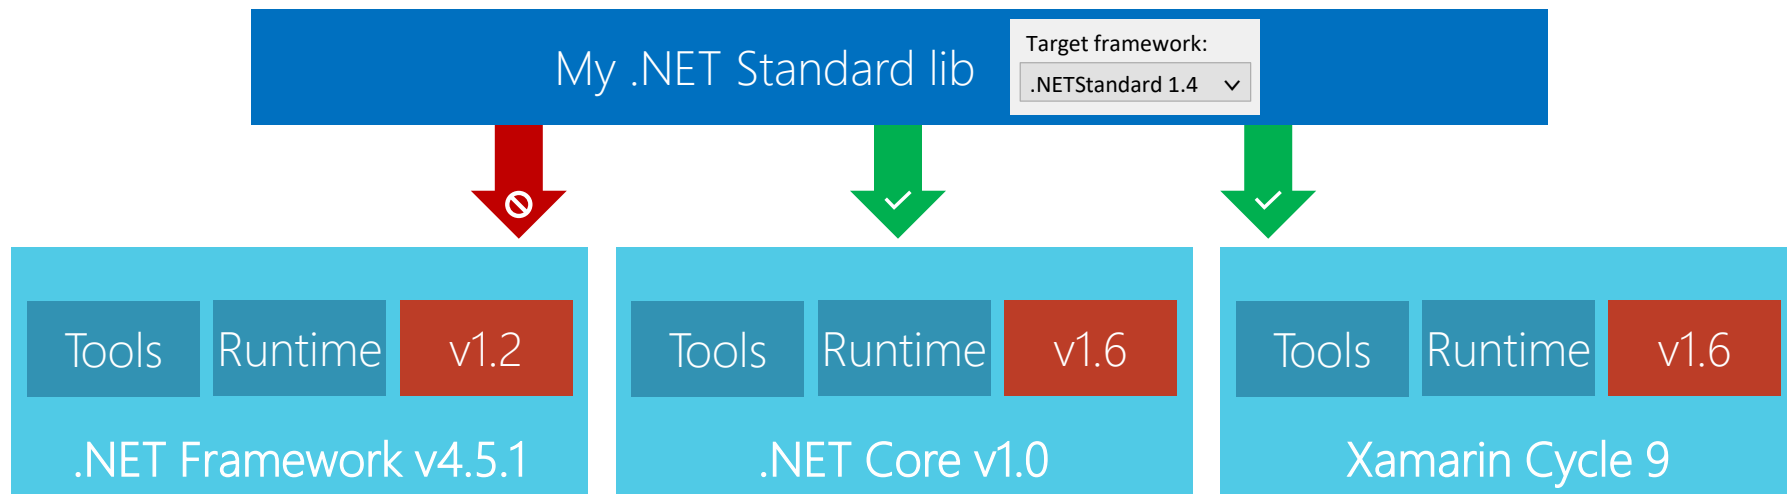 My .NET Standard lib
Target framework:
.NETStandard 1.4
Tools
Runtime
v1.2
.NET Framework v4.5.1
Tools
Runtime
v1.6
.NET Core v1.0
Tools
Runtime
v1.6
Xamarin Cycle 9